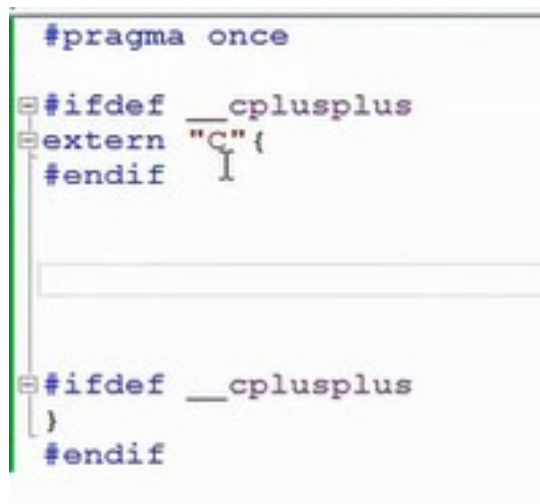 #pragma once
#ifdef __cplusplus
extern "C"{
#endif
#ifdef __cplusplus
}
#endif